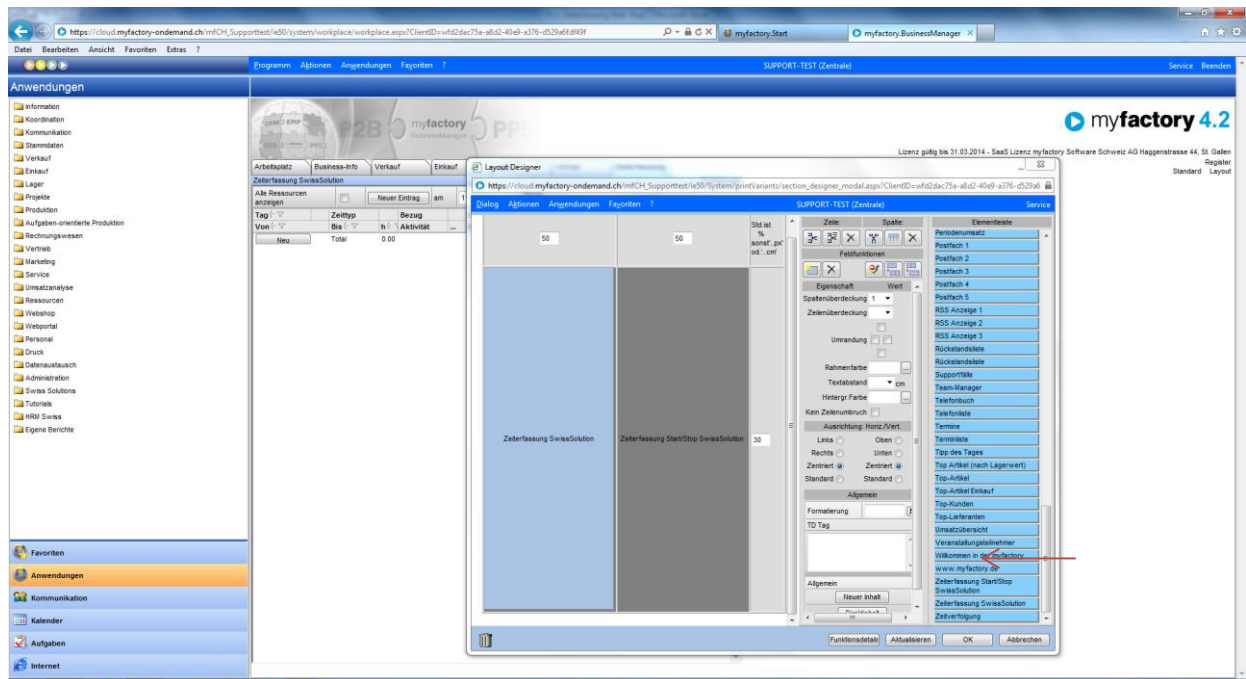 https://cloud.myfactory-ondemand.ch/mfCH_Supporttest/ie50/system/workplace/workplace.aspx?ClientID=wfd2dac75a-a8d2-40e9-a376-d529a6fdf49f
myfactory.Start
myfactory.BusinessManager
Datei Bearbeiten Ansicht Favoriten Extras ?
Programm Aktionen Anwendungen Favoriten ?
SUPPORT-TEST (Zentrale)
Service Beenden
Anwendungen
Information
Koordination
Kommunikation
Stammdaten
Verkauf
Einkauf
Lager
Projekte
Produktion
Aufgaben-orientierte Produktion
Rechnungswesen
Vertrieb
Marketing
Service
Umsatzanalyse
Ressourcen
Webshop
Webportal
Personal
Druck
Datenaustausch
Administration
Swiss Solutions
Tutorials
HRM Swiss
Eigene Berichte
Favoriten
Anwendungen
Kommunikation
Kalender
Aufgaben
Internet
B2B
myfactory
BusinessManager
PPS
myfactory 4.2
Lizenz gültig bis 31.03.2014 - SaaS Lizenz myfactory Software Schweiz AG Haggenstrasse 44, St. Gallen
Register
Standard Layout
Arbeitsplatz Business-Info Verkauf Einkauf
Zeiterfassung SwissSolution
Alle Ressourcen anzeigen
Neuer Eintrag
am
Tag Zeittyp Bezug
Von Bis h Aktivität ...
Neu Total 0.00
Layout Designer
https://cloud.myfactory-ondemand.ch/mfCH_Supporttest/ie50/System/printVariants/section_designer_modal.aspx?ClientID=wfd2dac75a-a8d2-40e9-a376-d529a6
Dialog Aktionen Anwendungen Favoriten ?
SUPPORT-TEST (Zentrale)
Service
50
50
Std.ist
%
sonst'..px'
od.'..cm'
Zeiterfassung SwissSolution
Zeiterfassung Start/Stop SwissSolution
30
Zeile: Spalte:
Feldfunktionen
Eigenschaft Wert
Spaltenüberdeckung 1
Zeilenüberdeckung
Umrandung
Rahmenfarbe
...
Textabstand
cm
Hintergr.Farbe
...
Kein Zeilenumbruch
Ausrichtung: Horiz./Vert.
Links Oben
Rechts Unten
Zentriert Zentriert
Standard Standard
Allgemein
Formatierung
TD Tag
Allgemein
Neuer Inhalt
Elementleiste
Periodenumsatz
Postfach 1
Postfach 2
Postfach 3
Postfach 4
Postfach 5
RSS Anzeige 1
RSS Anzeige 2
RSS Anzeige 3
Rückstandsliste
Rückstandsliste
Supportfälle
Team-Manager
Telefonbuch
Telefonliste
Termine
Terminliste
Tipp des Tages
Top Artikel (nach Lagerwert)
Top-Artikel
Top-Artikel Einkauf
Top-Kunden
Top-Lieferanten
Umsatzübersicht
Veranstaltungsteilnehmer
Willkommen in der myfactory
www.myfactory.de
Zeiterfassung Start/Stop
SwissSolution
Zeiterfassung SwissSolution
Zeitverfolgung
Funktionsdetails Aktualisieren OK Abbrechen